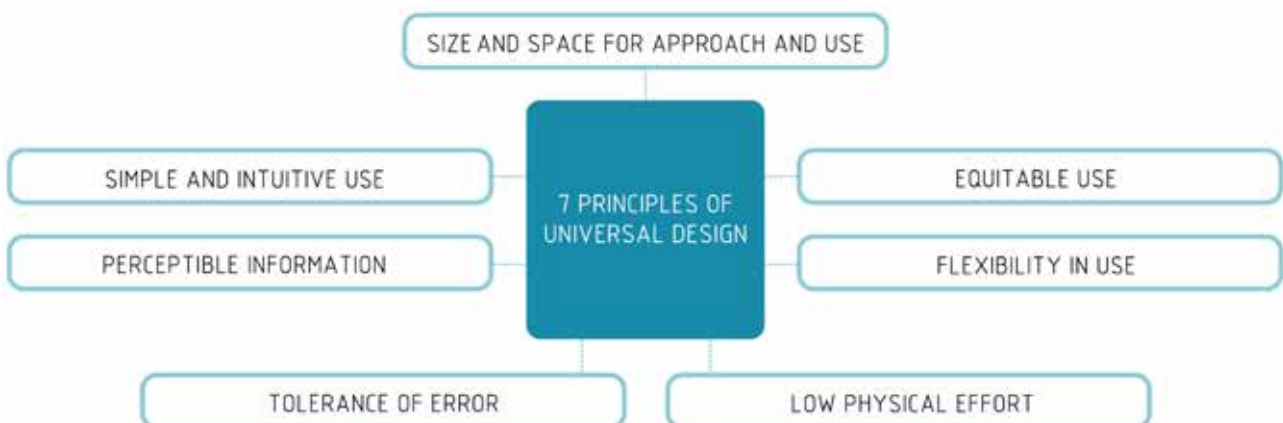 SIZE AND SPACE FOR APPROACH AND USE
SIMPLE AND INTUITIVE USE
EQUITABLE USE
7 PRINCIPLES OF
UNIVERSAL DESIGN
PERCEPTIBLE INFORMATION
FLEXIBILITY IN USE
TOLERANCE OF ERROR
LOW PHYSICAL EFFORT